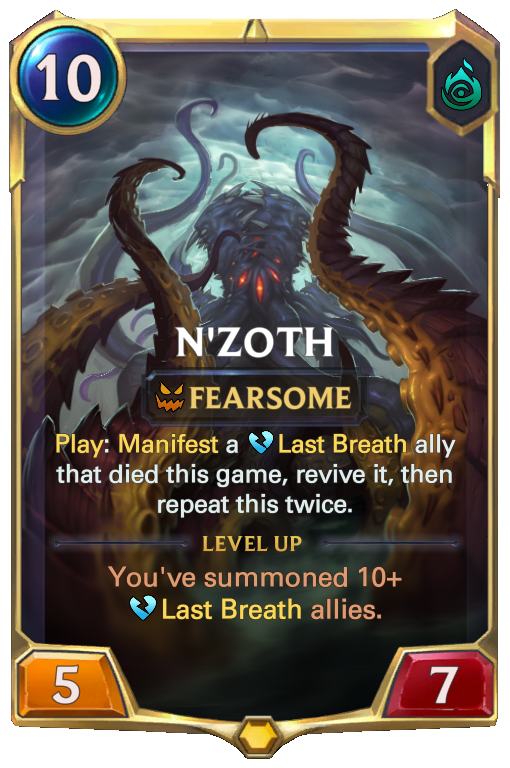 10
N'ZOTH
FEARSOME
Play: Manifest a Last Breath ally
that died this game, revive it, then
repeat this twice.
LEVEL UP
You've summoned 10+
Last Breath allies.
5
7